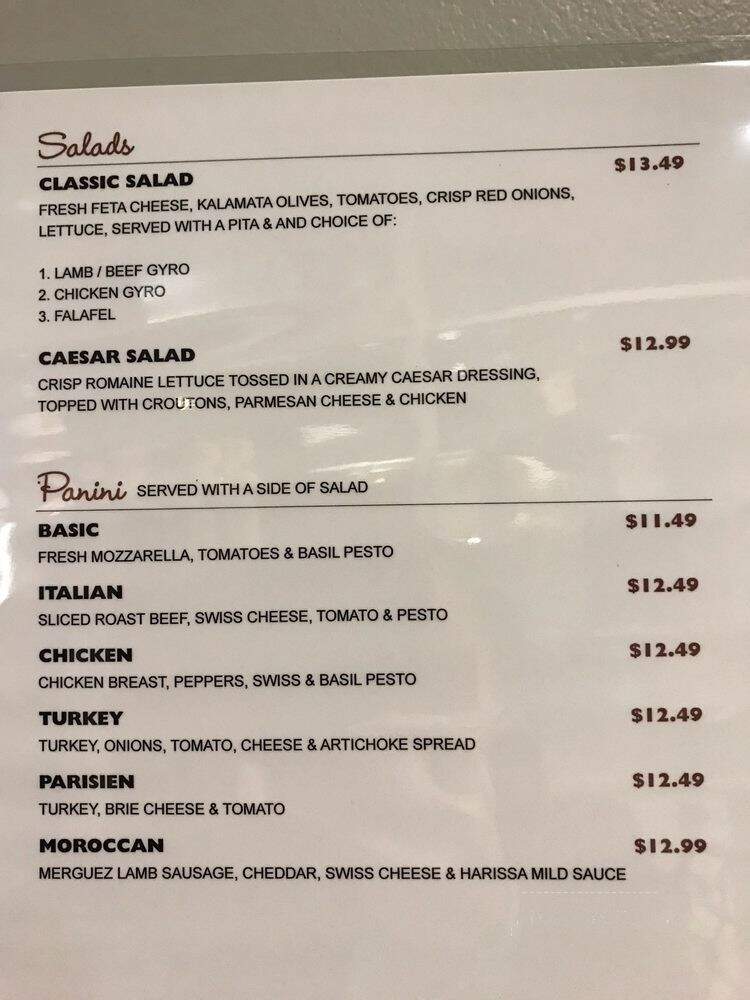 Salads
CLASSIC SALAD $13.49
FRESH FETA CHEESE, KALAMATA OLIVES, TOMATOES, CRISP RED ONIONS,
LETTUCE, SERVED WITH A PITA & AND CHOICE OF:
1. LAMB / BEEF GYRO
2. CHICKEN GYRO
3. FALAFEL
CAESAR SALAD $12.99
CRISP ROMAINE LETTUCE TOSSED IN A CREAMY CAESAR DRESSING,
TOPPED WITH CROUTONS, PARMESAN CHEESE & CHICKEN
Panini SERVED WITH A SIDE OF SALAD
BASIC $11.49
FRESH MOZZARELLA, TOMATOES & BASIL PESTO
ITALIAN $12.49
SLICED ROAST BEEF, SWISS CHEESE, TOMATO & PESTO
CHICKEN $12.49
CHICKEN BREAST, PEPPERS, SWISS & BASIL PESTO
TURKEY $12.49
TURKEY, ONIONS, TOMATO, CHEESE & ARTICHOKE SPREAD
PARISIEN $12.49
TURKEY, BRIE CHEESE & TOMATO
MOROCCAN $12.99
MERGUEZ LAMB SAUSAGE, CHEDDAR, SWISS CHEESE & HARISSA MILD SAUCE